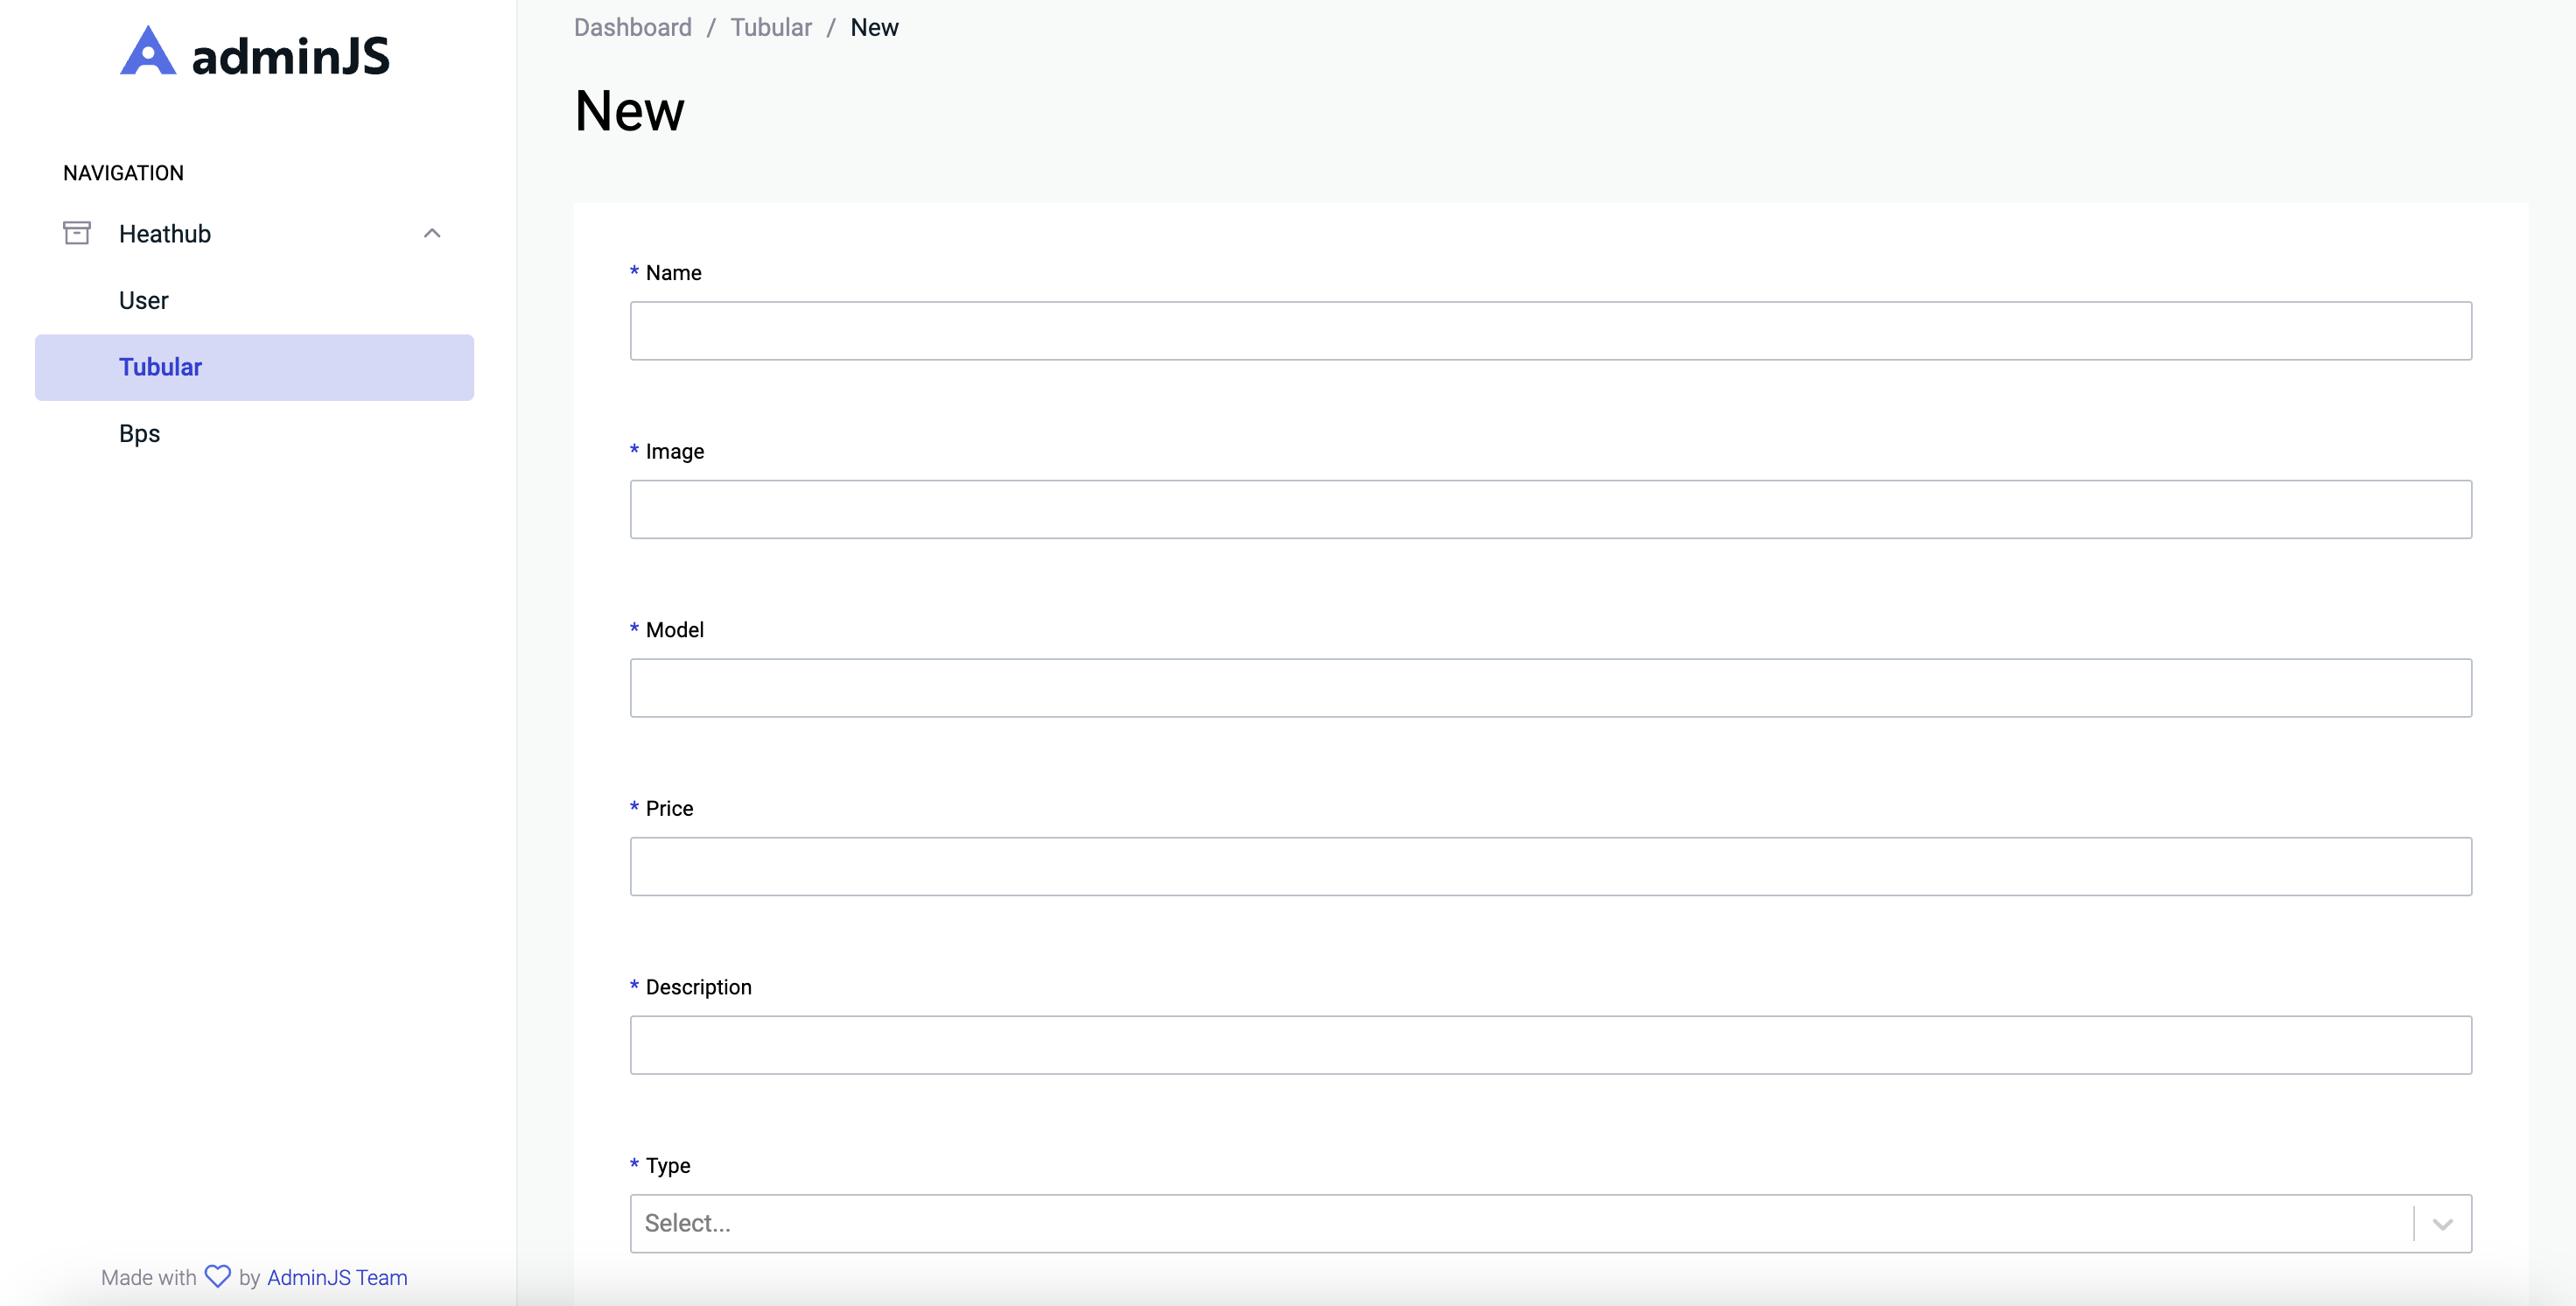 adminJS
NAVIGATION
Heathub
User
Tubular
Bps
Made with by AdminJS Team
Dashboard / Tubular / New
New
* Name
* Image
* Model
* Price
* Description
* Type
Select...